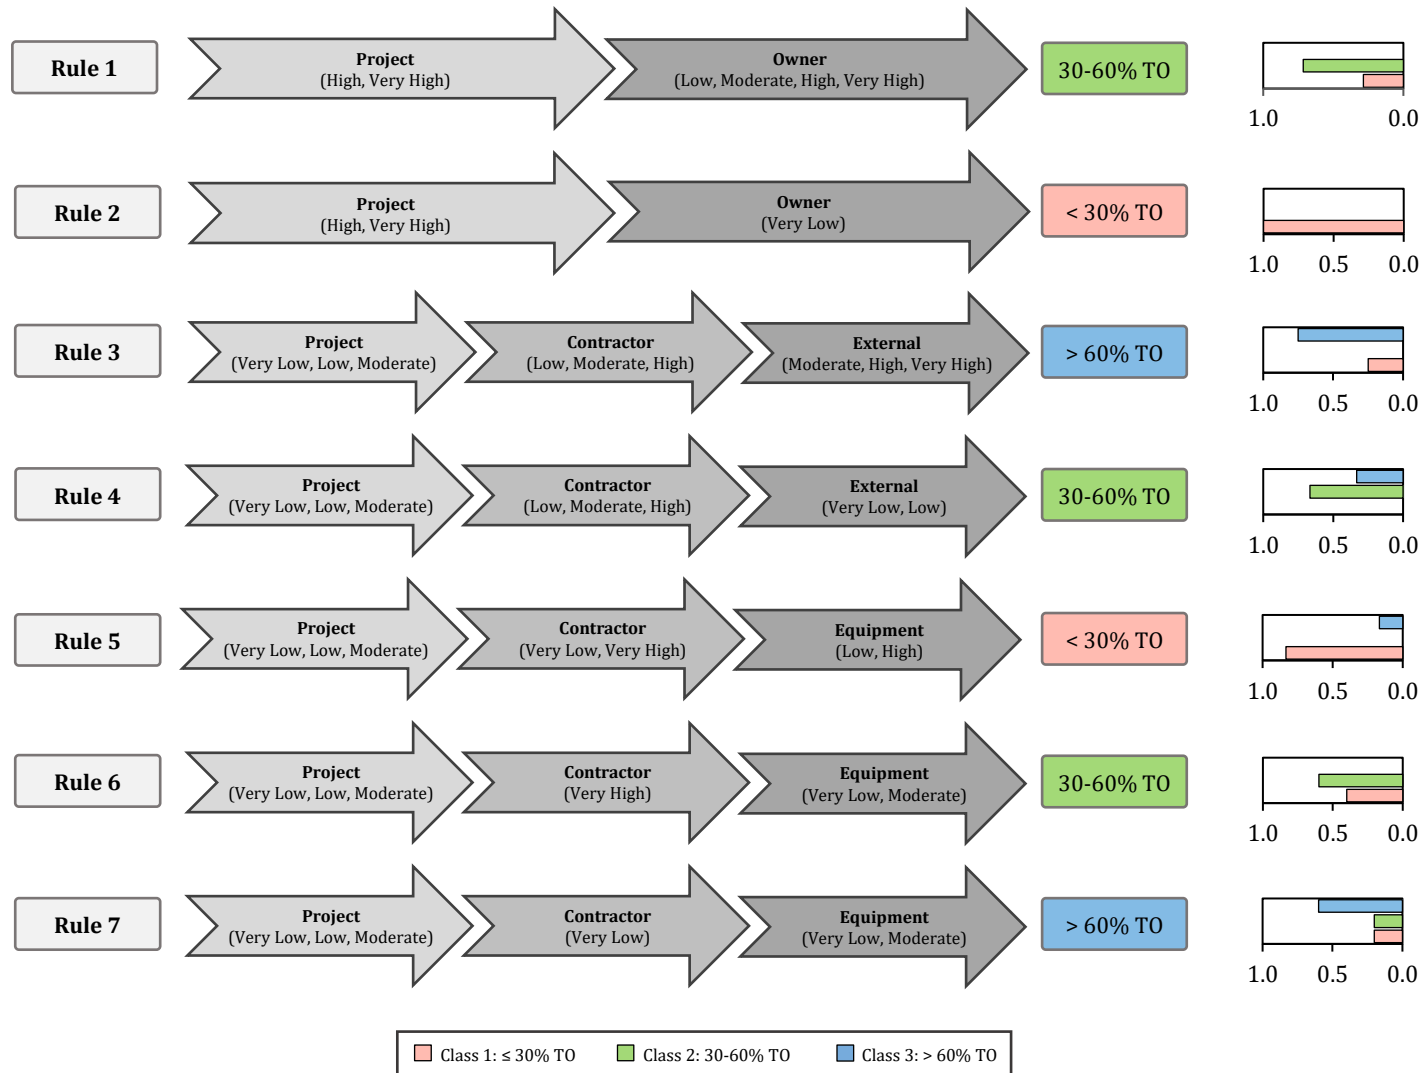 Rule 1
Project
(High, Very High)
Owner
(Low, Moderate, High, Very High)
30-60% TO
1.0 0.0
Rule 2
Project
(High, Very High)
Owner
(Very Low)
< 30% TO
1.0 0.5 0.0
Rule 3
Project
(Very Low, Low, Moderate)
Contractor
(Low, Moderate, High)
External
(Moderate, High, Very High)
> 60% TO
1.0 0.5 0.0
Rule 4
Project
(Very Low, Low, Moderate)
Contractor
(Low, Moderate, High)
External
(Very Low, Low)
30-60% TO
1.0 0.5 0.0
Rule 5
Project
(Very Low, Low, Moderate)
Contractor
(Very Low, Very High)
Equipment
(Low, High)
< 30% TO
1.0 0.5 0.0
Rule 6
Project
(Very Low, Low, Moderate)
Contractor
(Very High)
Equipment
(Very Low, Moderate)
30-60% TO
1.0 0.5 0.0
Rule 7
Project
(Very Low, Low, Moderate)
Contractor
(Very Low)
Equipment
(Very Low, Moderate)
> 60% TO
1.0 0.5 0.0
Class 1: ≤ 30% TO Class 2: 30-60% TO Class 3: > 60% TO